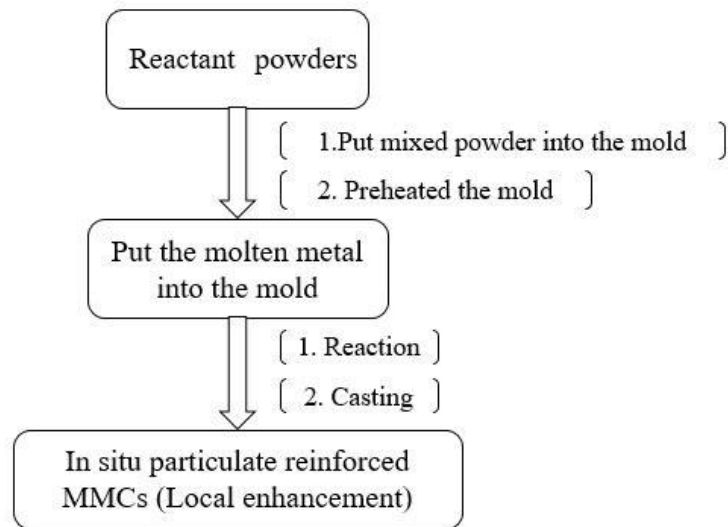 Reactant powders
[ 1.Put mixed powder into the mold ]
[ 2. Preheated the mold ]
Put the molten metal
into the mold
[ 1. Reaction ]
[ 2. Casting ]
In situ particulate reinforced
MMCs (Local enhancement)